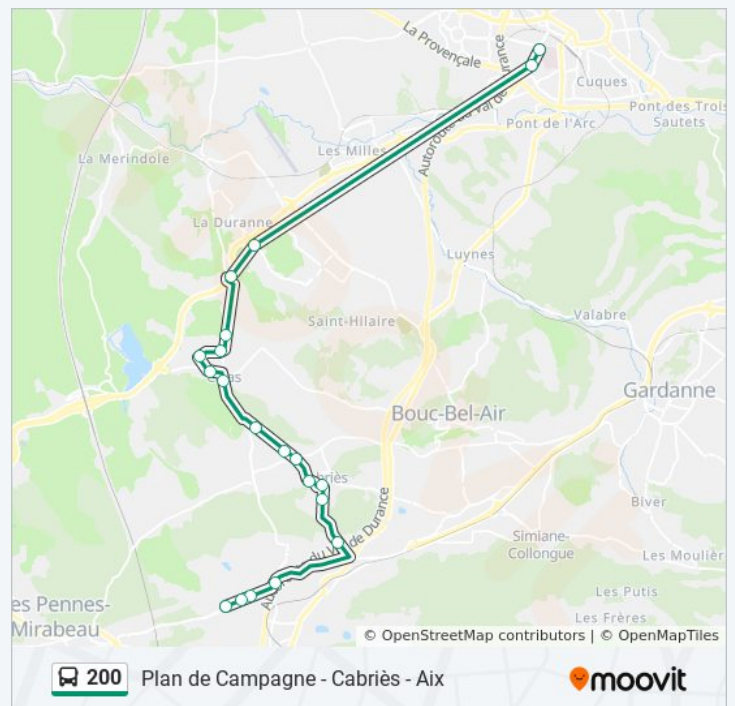 La Provençale
Cuques
Pont des Trois
Sautets
Pont de l'Arc
Les Milles
La Merindole
La Duranne
Luynes
Saint-Hilaire
Valabre
Gardanne
Bouc-Bel-Air
Biver
Simiane-
Collongue
Les Moulièr
es Pennes-
Mirabeau
Les Putis
Les Frères
© OpenStreetMap contributors | © OpenMapTiles
200 Plan de Campagne - Cabriès - Aix
moovit